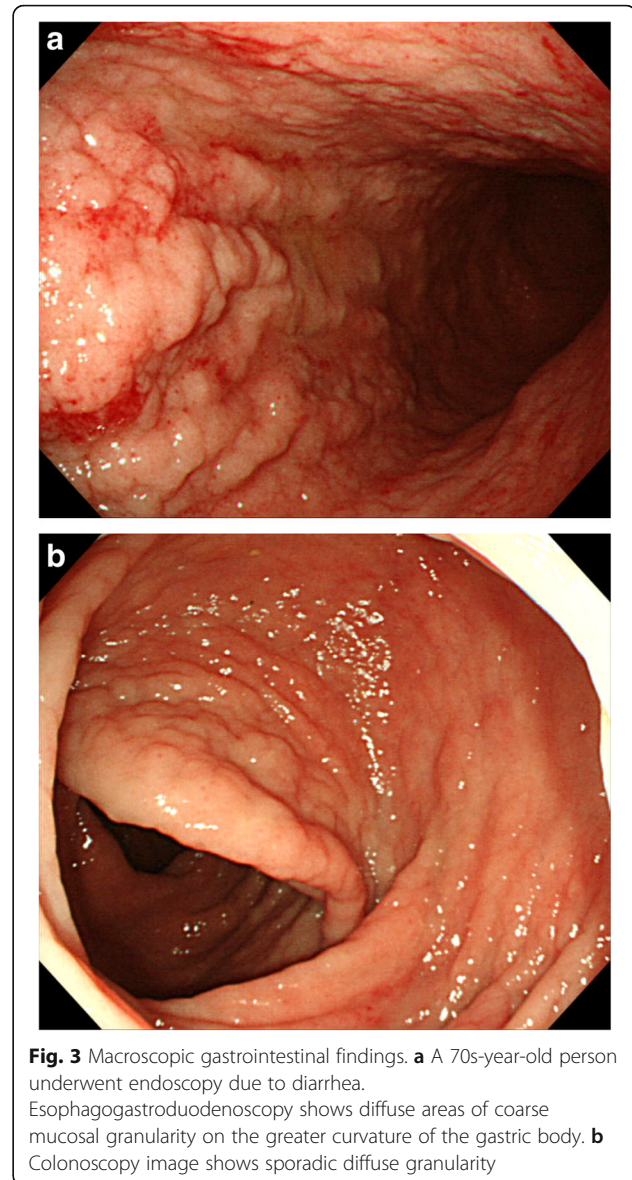 a
b
Fig. 3 Macroscopic gastrointestinal findings. a A 70s-year-old person
underwent endoscopy due to diarrhea.
Esophagogastroduodenoscopy shows diffuse areas of coarse
mucosal granularity on the greater curvature of the gastric body. b
Colonoscopy image shows sporadic diffuse granularity